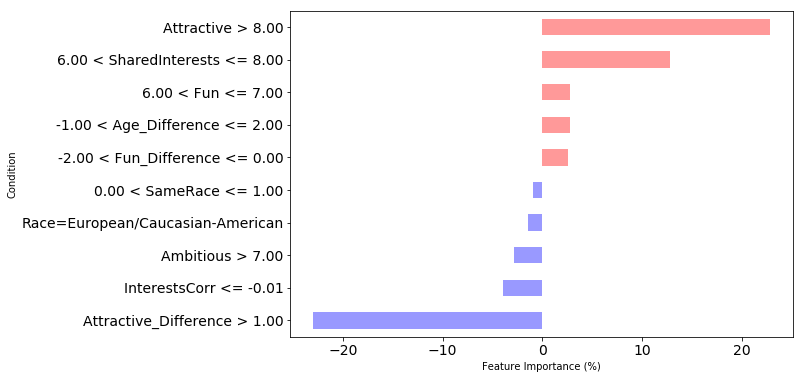 Attractive > 8.00
6.00 < SharedInterests <= 8.00
6.00 < Fun <= 7.00
-1.00 < Age_Difference <= 2.00
-2.00 < Fun_Difference <= 0.00
0.00 < SameRace <= 1.00
Race=European/Caucasian-American
Ambitious > 7.00
InterestsCorr <= -0.01
Attractive_Difference > 1.00
Condition
−20 −10 0 10 20
Feature Importance (%)